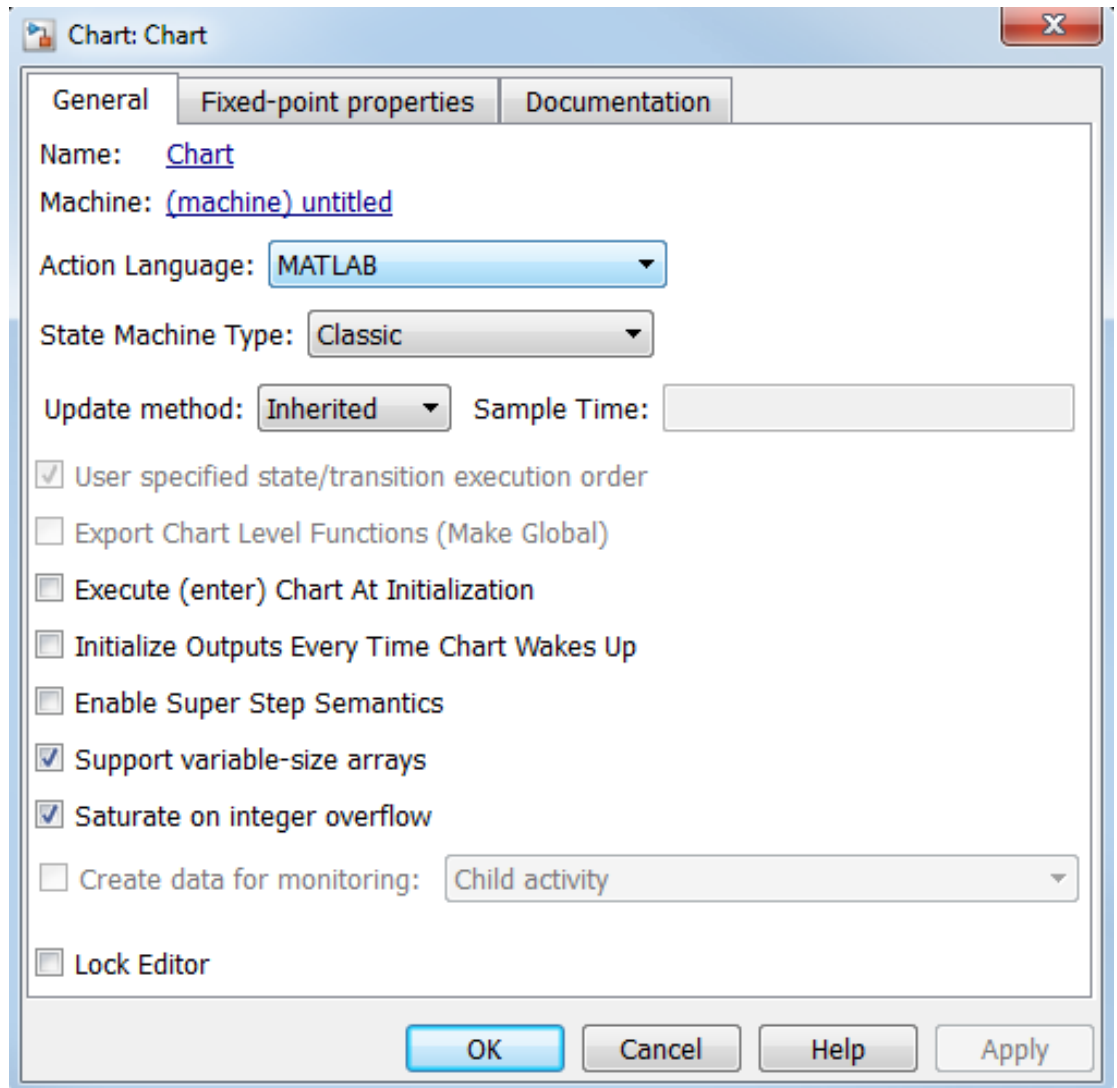 Chart: Chart
General Fixed-point properties Documentation
Name: Chart
Machine: (machine) untitled
Action Language: MATLAB
State Machine Type: Classic
Update method: Inherited Sample Time:
User specified state/transition execution order
Export Chart Level Functions (Make Global)
Execute (enter) Chart At Initialization
Initialize Outputs Every Time Chart Wakes Up
Enable Super Step Semantics
Support variable-size arrays
Saturate on integer overflow
Create data for monitoring: Child activity
Lock Editor
OK Cancel Help Apply